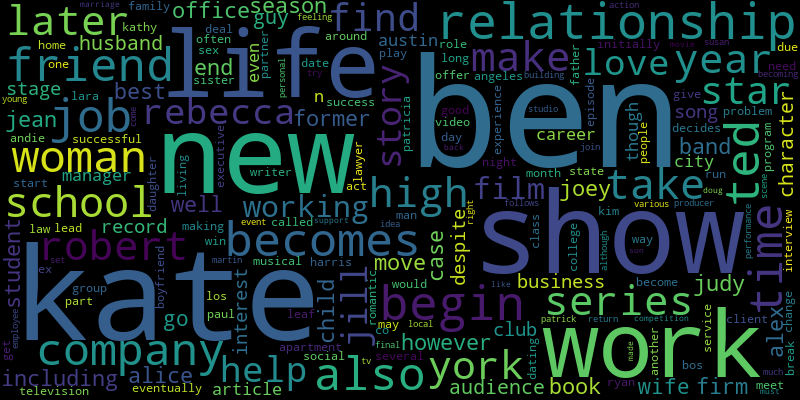 later
husband
office
season
guy
find
relationship
marriage
family
kathy
often
sex
sister
deal
feeling
around
partner
even
end
home
one
due
friend
life
austin
role
play
long
make
initially
movie
susan
action
need
becoming
love
year
star
stage
best
lara
job
rebecca
date
try
personal
former
success
offer
angeles
father
building
give
problem
song
jean
andie
young
successful
new
ben
story
patricia
good
video
day
experience
episode
studio
back
join
though
people
decides
band
career
city
program
character
ted
woman
manager
come
daughter
living
executive
writer
lawyer
act
n
night
month
state
run
doug
scene
school
start
well
working
high
film
joey
take
kim
various
producer
law
lead
record
making
event
called
support
man
right
follows
class
college
although
way
performance
interview
time
student
robert
becomes
idea
despite
show
ex
set
win
musical
harris
move
case
like
become
judy
kate
boyfriend
group
part
interest
martin
los
leaf
child
jill
would
romantic
begin
business
series
alex
client
service
go
paul
apartment
may
local
york
club
patrick
return
competition
break
change
get
employee
company
co
final
however
dating
work
made
another
bos
much
including
alice
help
social
several
also
tv
audience
book
ryan
wife
firm
meet
must
television
eventually
article